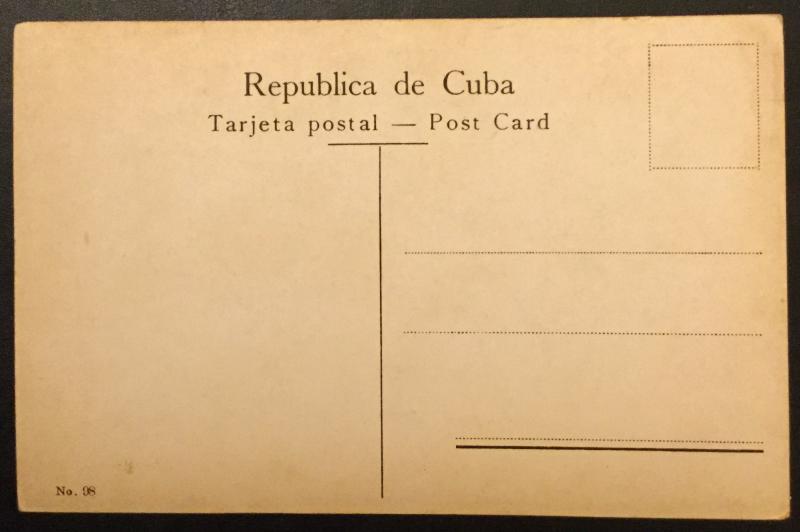 Republica de Cuba
Tarjeta postal — Post Card
No. 98